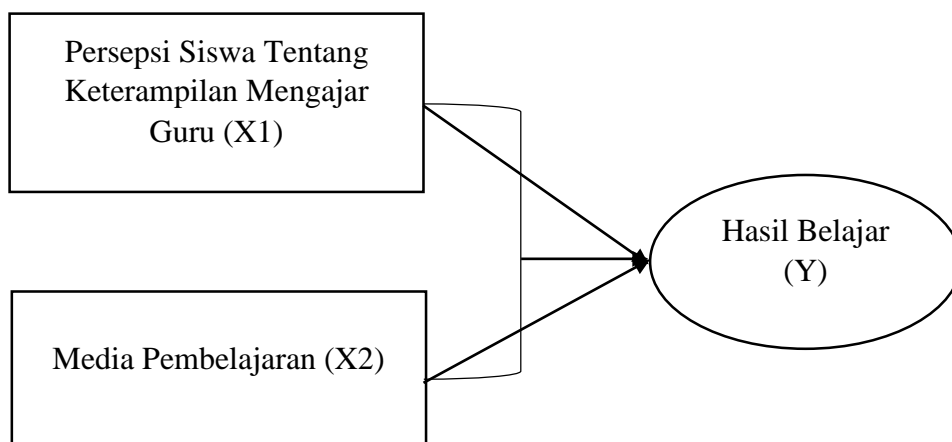 Persepsi Siswa Tentang
Keterampilan Mengajar
Guru (X1)
Hasil Belajar
(Y)
Media Pembelajaran (X2)